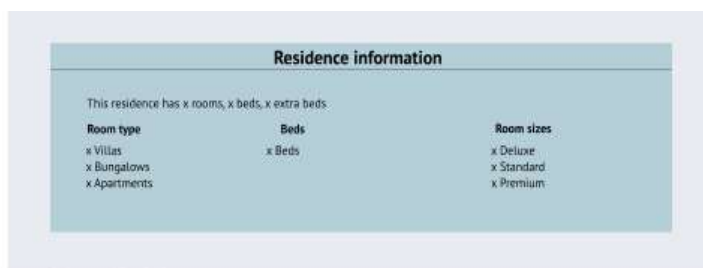 Residence information
This residence has x rooms, x beds, x extra beds
Room type Beds Room sizes
x Villas x Beds x Deluxe
x Bungalows x Standard
x Apartments x Premium